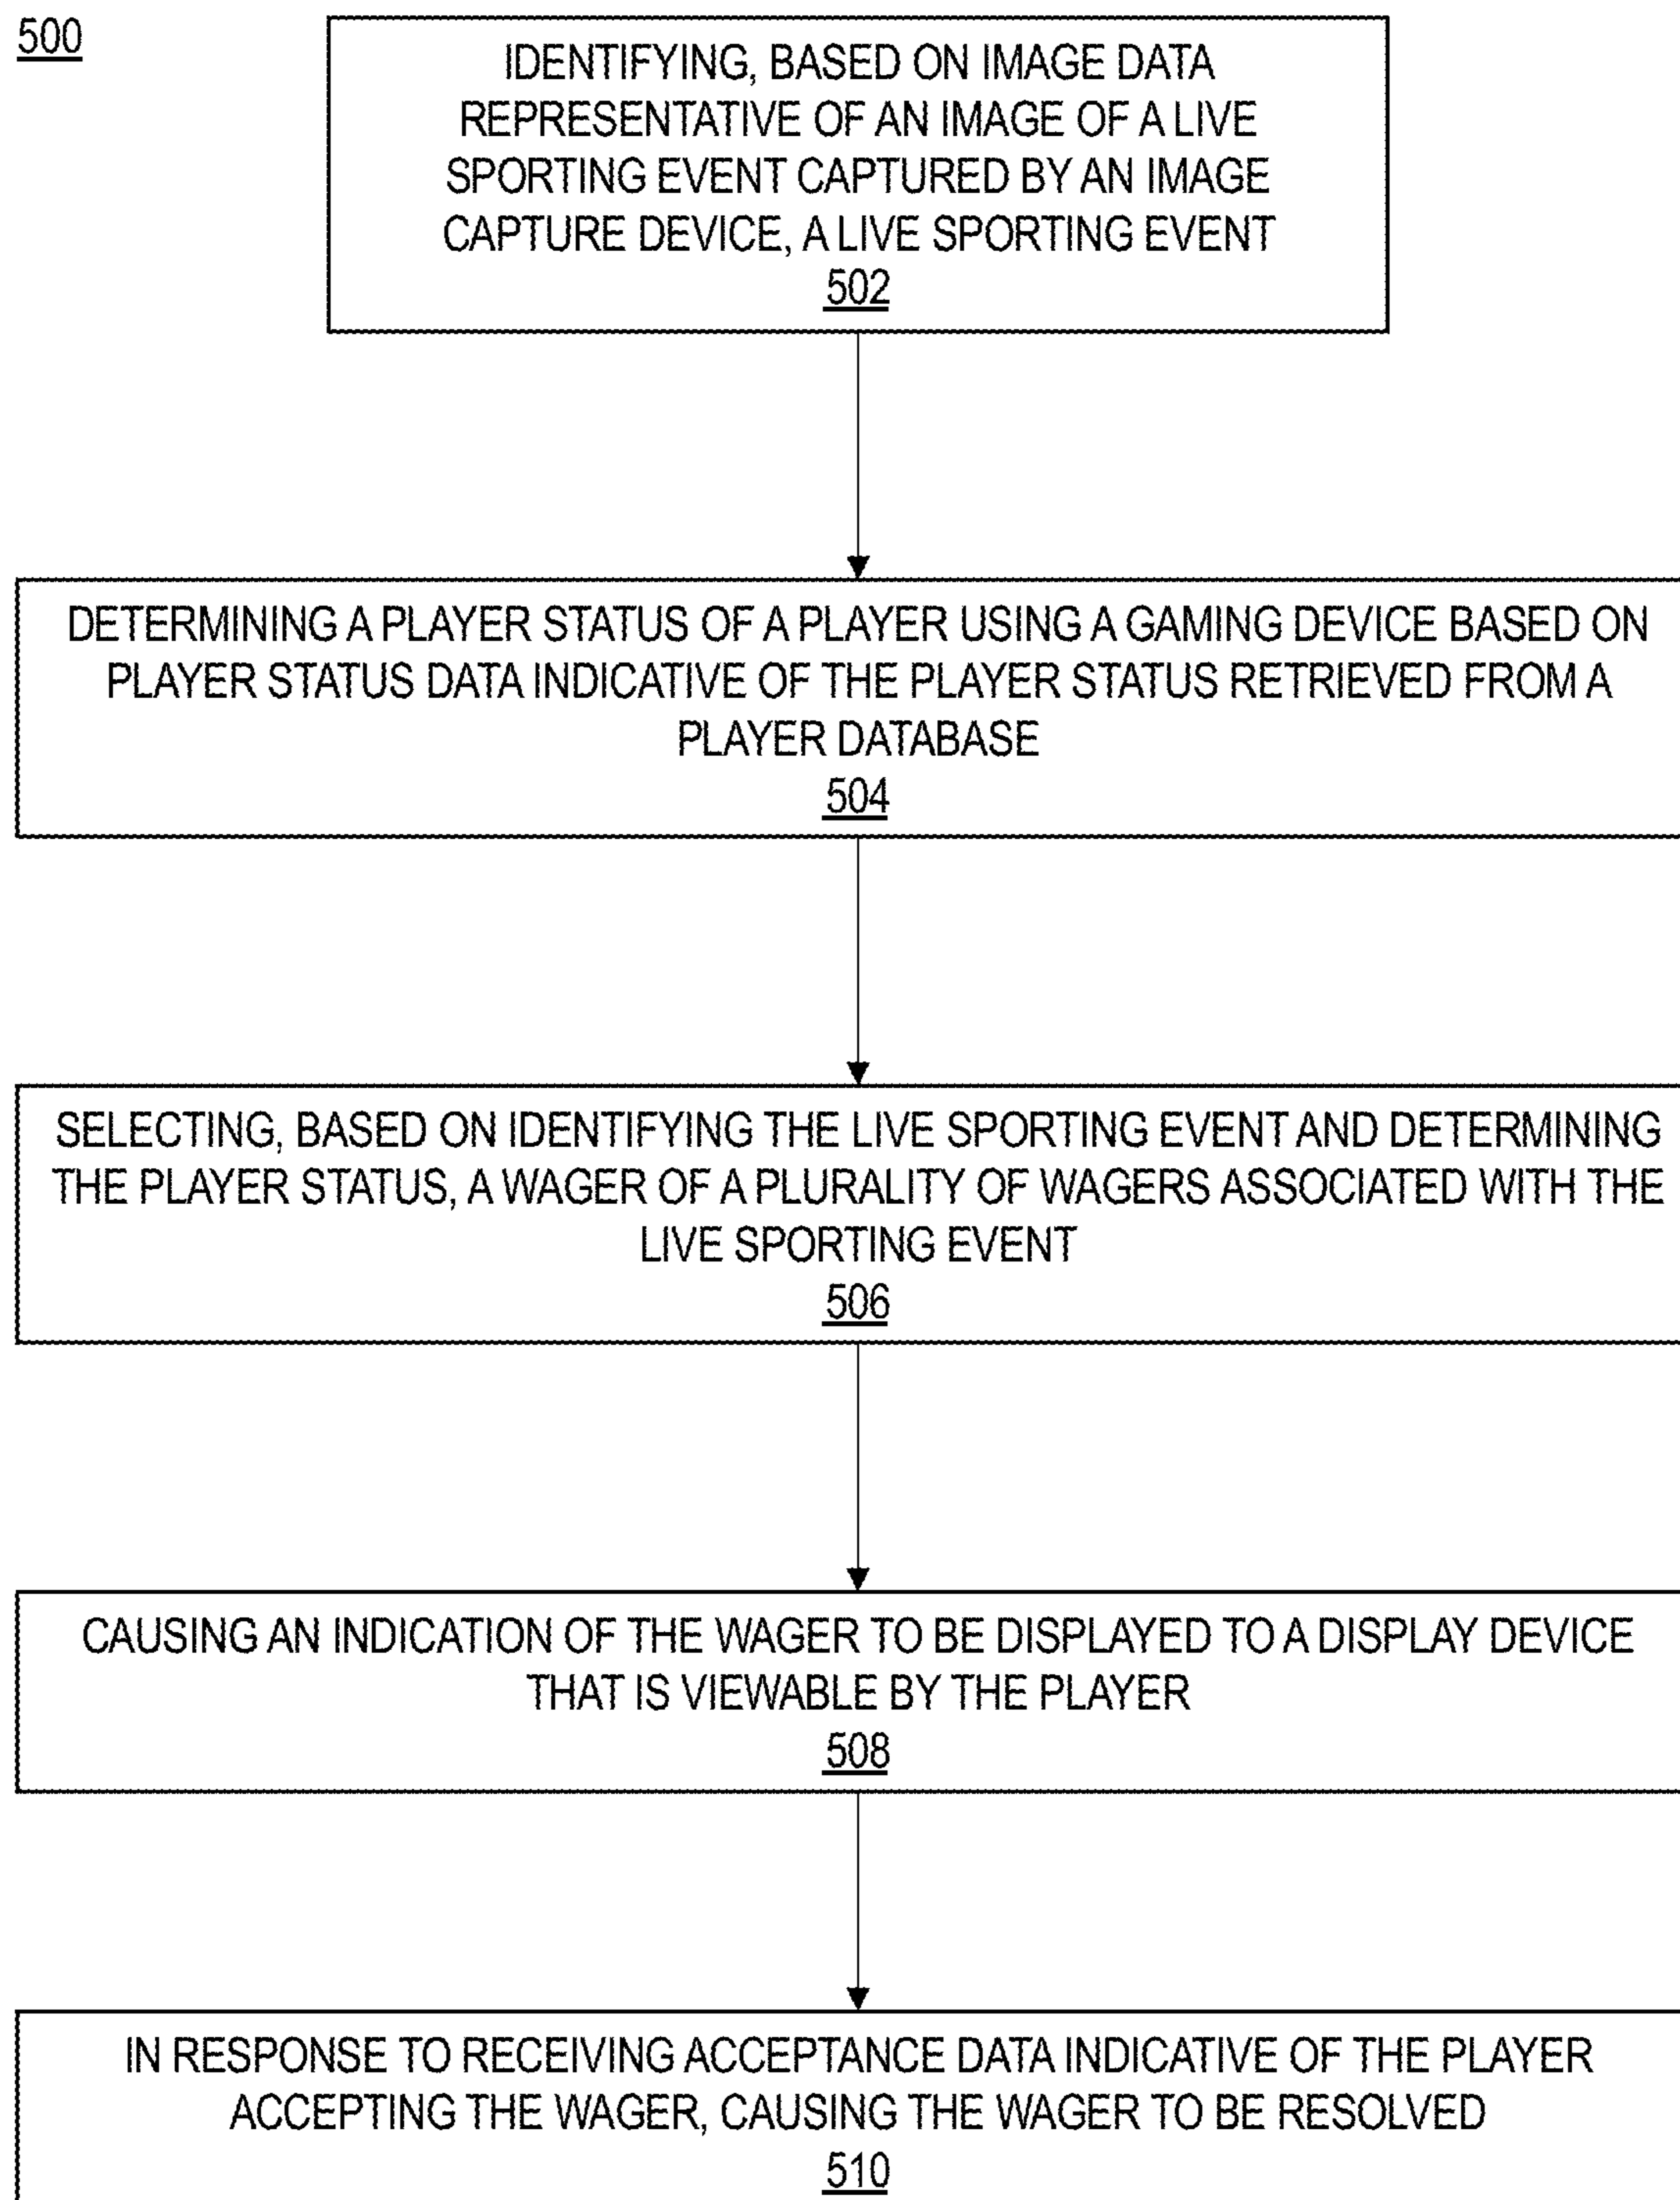 500
IDENTIFYING, BASED ON IMAGE DATA
REPRESENTATIVE OF AN IMAGE OF A LIVE
SPORTING EVENT CAPTURED BY AN IMAGE
CAPTURE DEVICE, A LIVE SPORTING EVENT
502
DETERMINING A PLAYER STATUS OF A PLAYER USING A GAMING DEVICE BASED ON
PLAYER STATUS DATA INDICATIVE OF THE PLAYER STATUS RETRIEVED FROM A
PLAYER DATABASE
504
SELECTING, BASED ON IDENTIFYING THE LIVE SPORTING EVENT AND DETERMINING
THE PLAYER STATUS, A WAGER OF A PLURALITY OF WAGERS ASSOCIATED WITH THE
LIVE SPORTING EVENT
506
CAUSING AN INDICATION OF THE WAGER TO BE DISPLAYED TO A DISPLAY DEVICE
THAT IS VIEWABLE BY THE PLAYER
508
IN RESPONSE TO RECEIVING ACCEPTANCE DATA INDICATIVE OF THE PLAYER
ACCEPTING THE WAGER, CAUSING THE WAGER TO BE RESOLVED
510